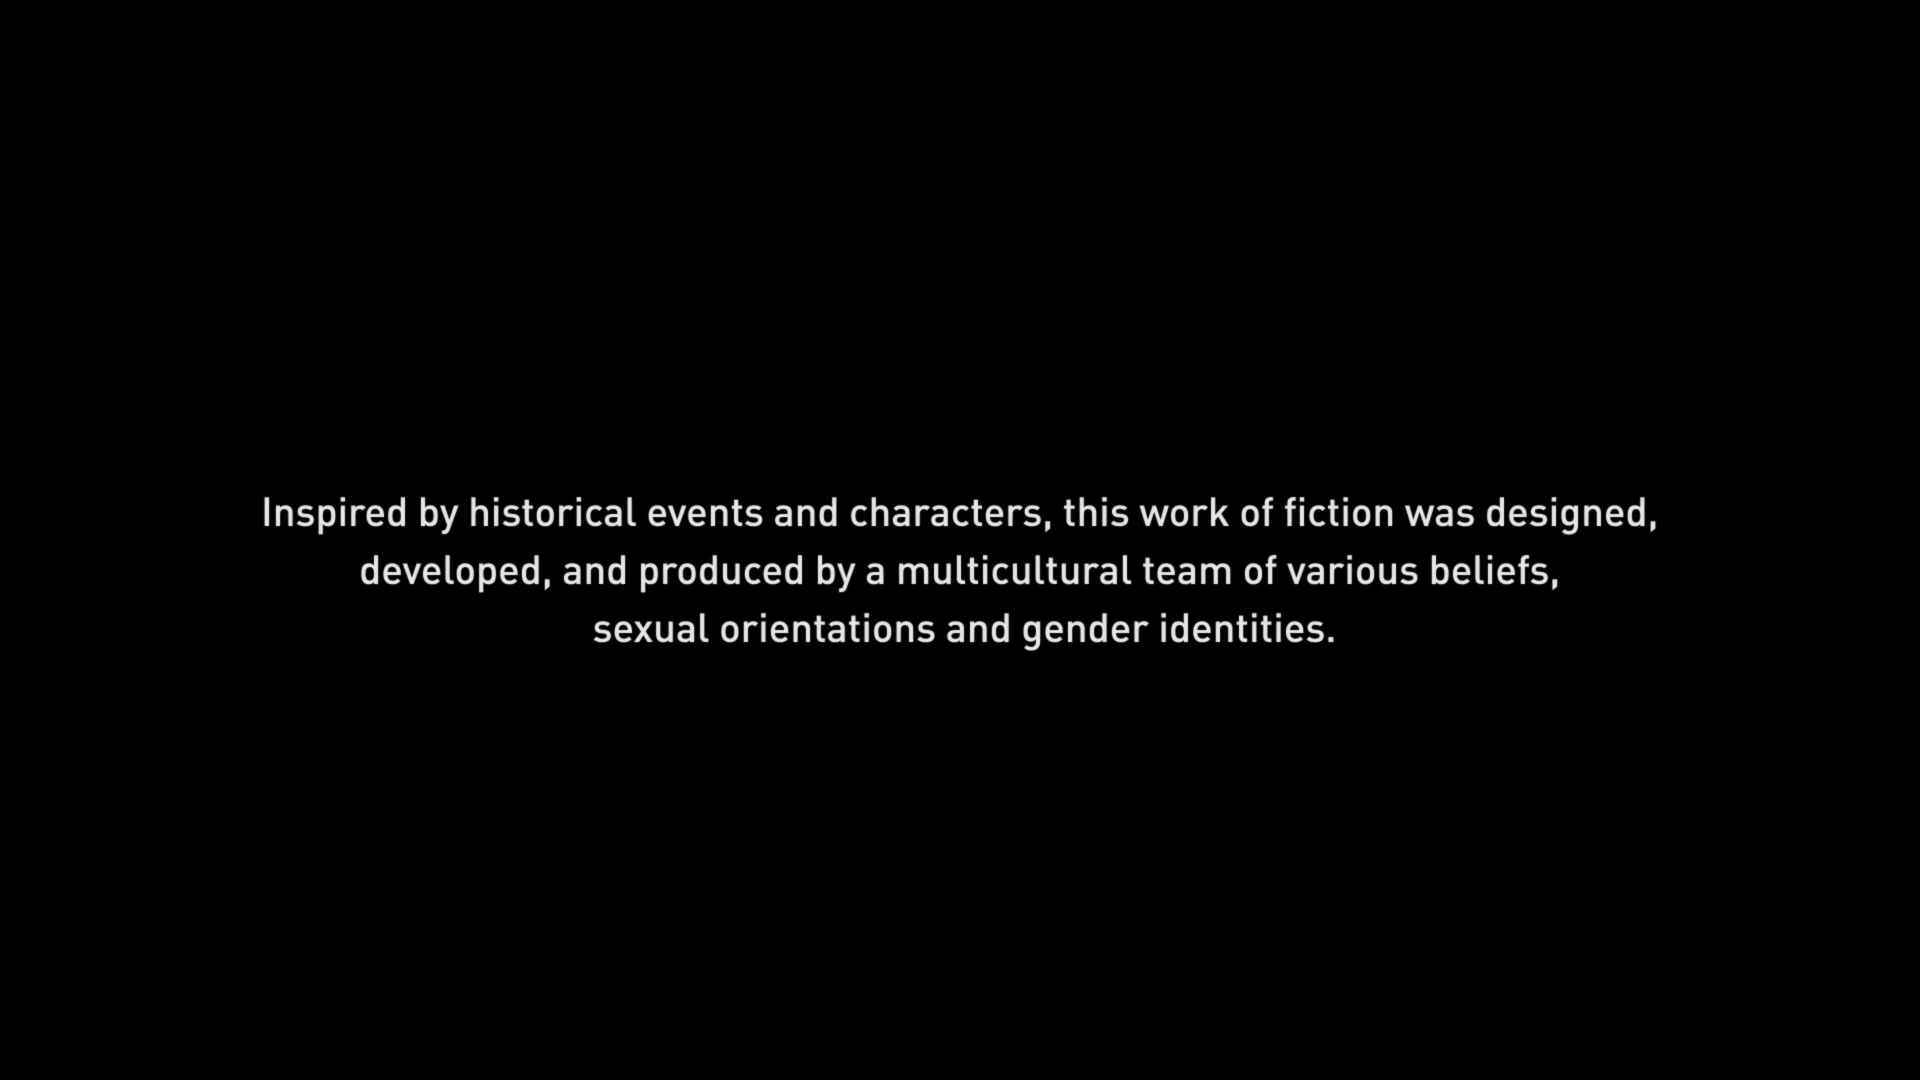 Inspired by historical events and characters, this work of fiction was designed,
developed, and produced by a multicultural team of various beliefs,
sexual orientations and gender identities.